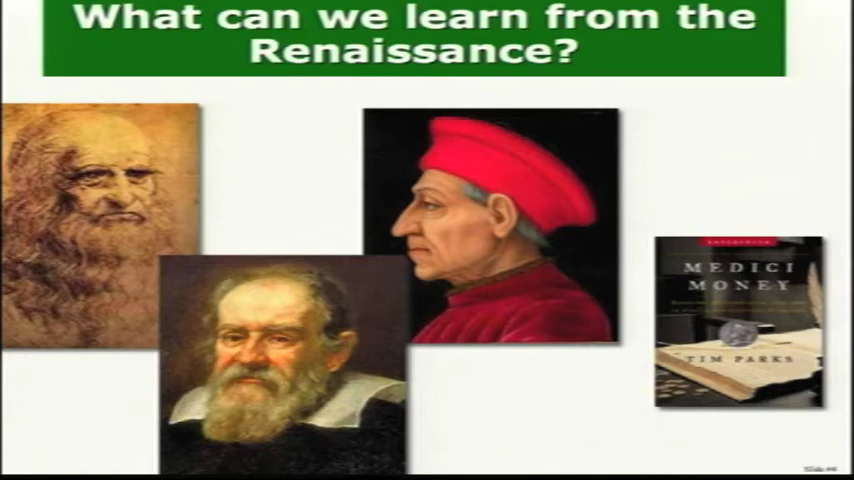 What can we learn from the
Renaissance?
MEDICI
MONEY
TIM PARKS